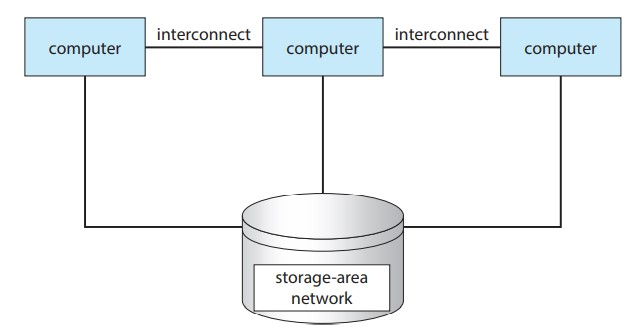 interconnect
interconnect
computer
computer
computer
storage-area
network